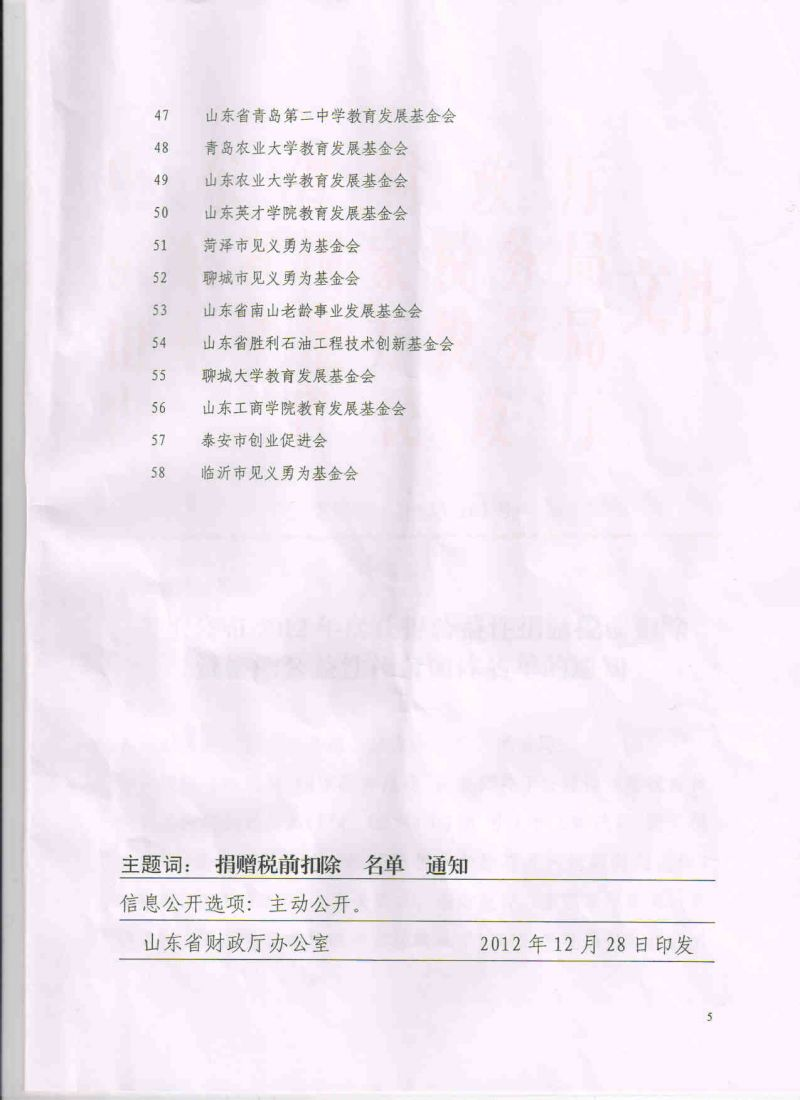 47 山东省青岛第二中学教育发展基金会
48 青岛农业大学教育发展基金会
49 山东农业大学教育发展基金会
50 山东英才学院教育发展基金会
51 菏泽市见义勇为基金会
52 聊城市见义勇为基金会
53 山东省南山老龄事业发展基金会
54 山东省胜利石油工程技术创新基金会
55 聊城大学教育发展基金会
56 山东工商学院教育发展基金会
57 泰安市创业促进会
58 临沂市见义勇为基金会
主题词： 捐赠税前扣除 名单 通知
信息公开选项：主动公开。
山东省财政厅办公室 2012年12月28日印发
5